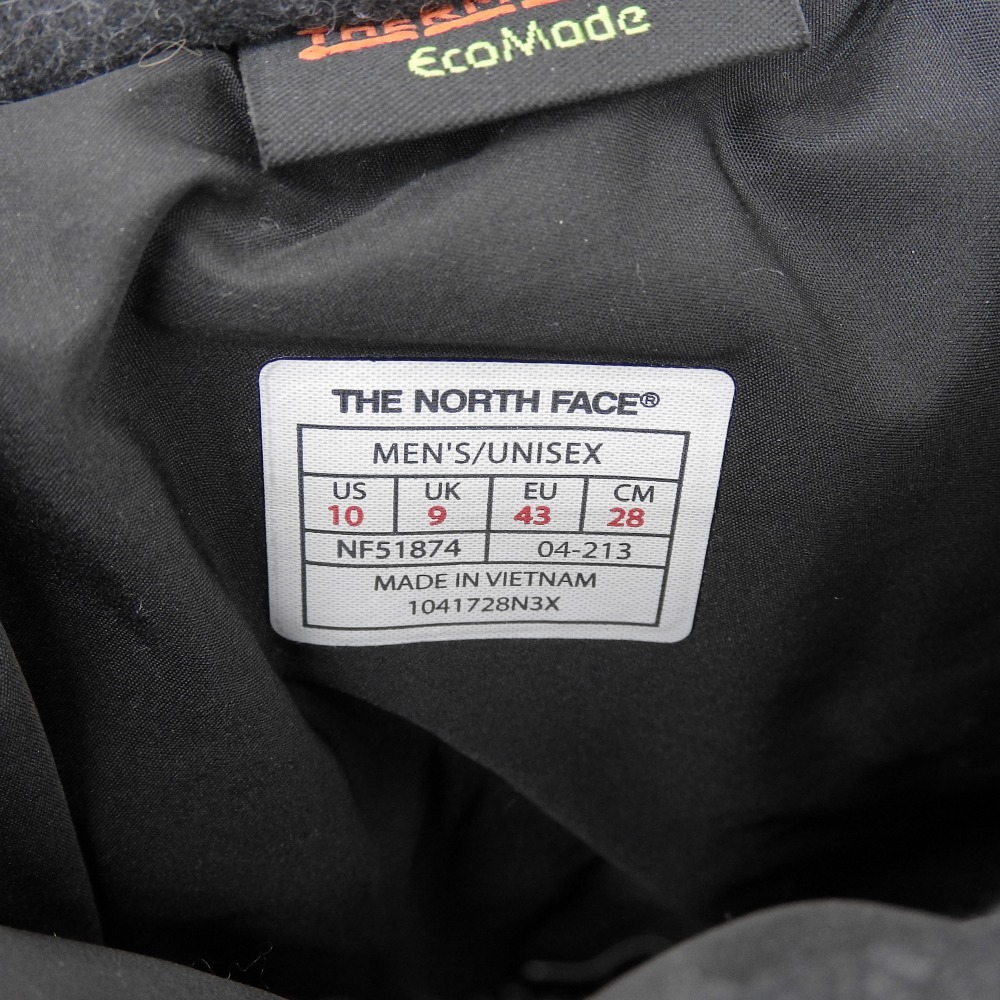 EcoMade
THE NORTH FACE®
MEN'S/UNISEX
US UK EU CM
10 9 43 28
NF51874 04-213
MADE IN VIETNAM
1041728N3X